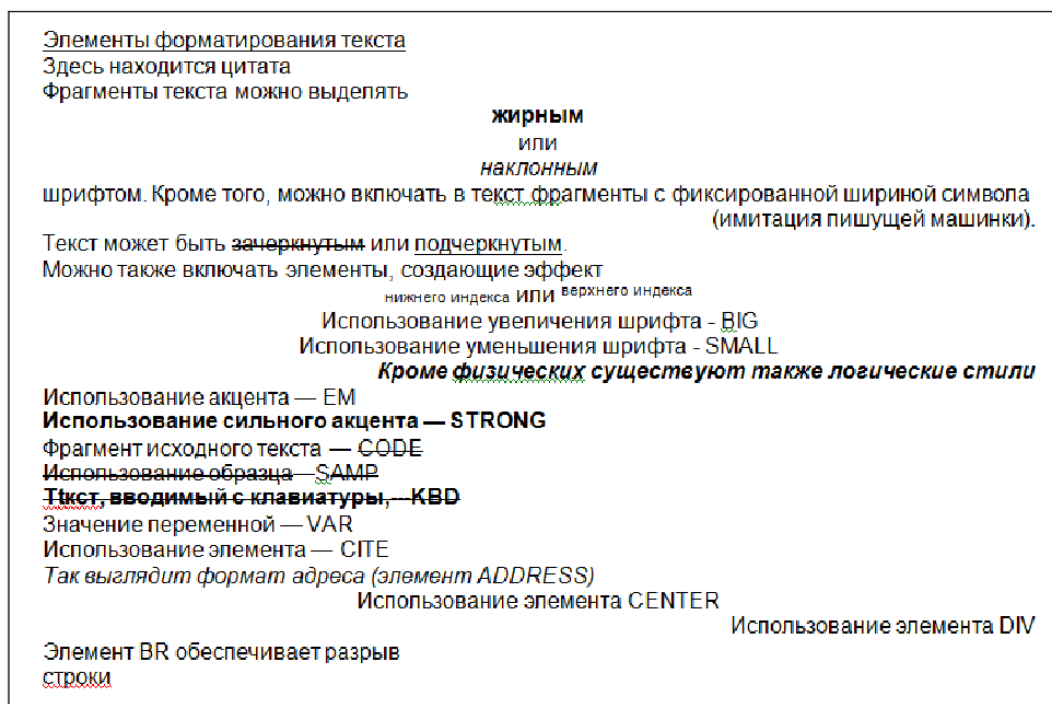 Элементы форматирования текста
Здесь находится цитата
Фрагменты текста можно выделять
жирным
или
наклонным
шрифтом. Кроме того, можно включать в текст фрагменты с фиксированной шириной символа
(имитация пишущей машинки).
Текст может быть зачеркнутым или подчеркнутым.
Можно также включать элементы, создающие эффект
нижнего индекса или верхнего индекса
Использование увеличения шрифта - BIG
Использование уменьшения шрифта - SMALL
Кроме физических существуют также логические стили
Использование акцента — EM
Использование сильного акцента — STRONG
Фрагмент исходного текста — CODE
Использование образца—SAMP
Ttкст, вводимый с клавиатуры,—KBD
Значение переменной — VAR
Использование элемента — CITE
Так выглядит формат адреса (элемент ADDRESS)
Использование элемента CENTER
Использование элемента DIV
Элемент BR обеспечивает разрыв
строки